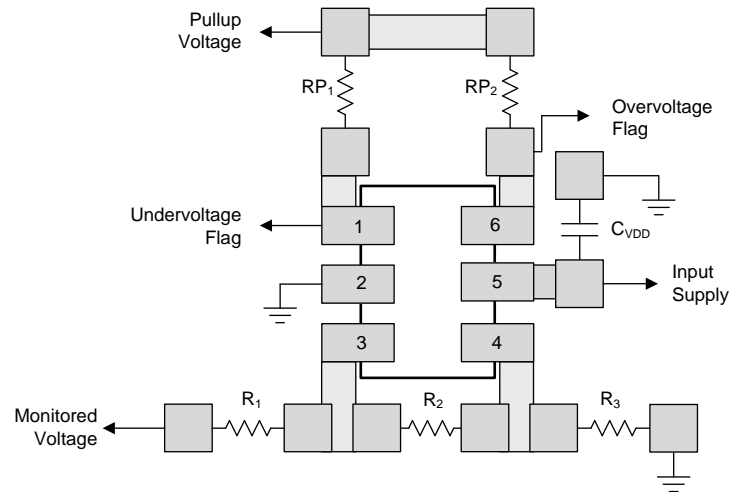 Pullup
Voltage
RP1
RP2
Overvoltage
Flag
Undervoltage
Flag
1
6
CVDD
2
5
Input
Supply
3
4
Monitored
Voltage
R1
R2
R3